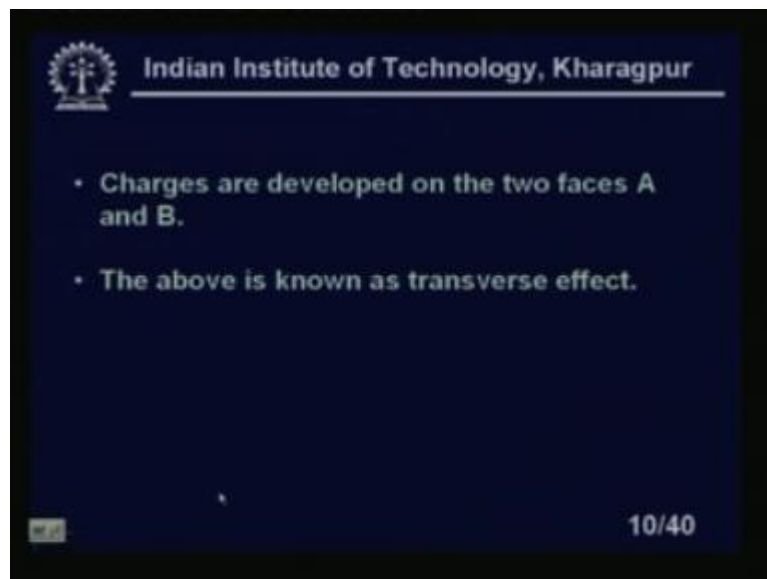 Indian Institute of Technology, Kharagpur
• Charges are developed on the two faces A
and B.
• The above is known as transverse effect.
10/40